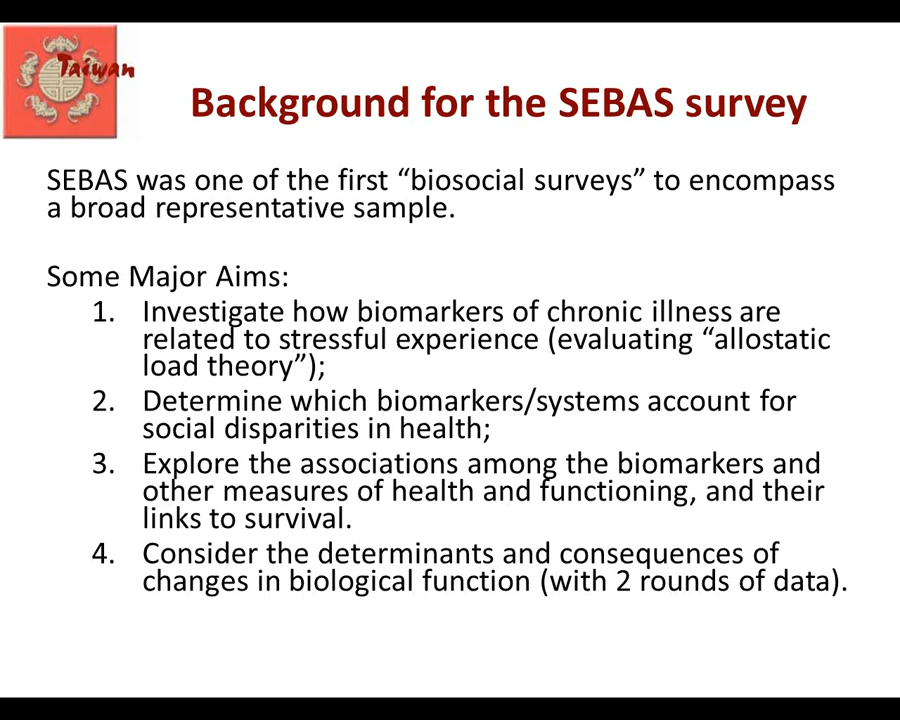 Taiwan
Background for the SEBAS survey
SEBAS was one of the first “biosocial surveys” to encompass
a broad representative sample.
Some Major Aims:
1. Investigate how biomarkers of chronic illness are
related to stressful experience (evaluating “allostatic
load theory”);
2. Determine which biomarkers/systems account for
social disparities in health;
3. Explore the associations among the biomarkers and
other measures of health and functioning, and their
links to survival.
4. Consider the determinants and consequences of
changes in biological function (with 2 rounds of data).